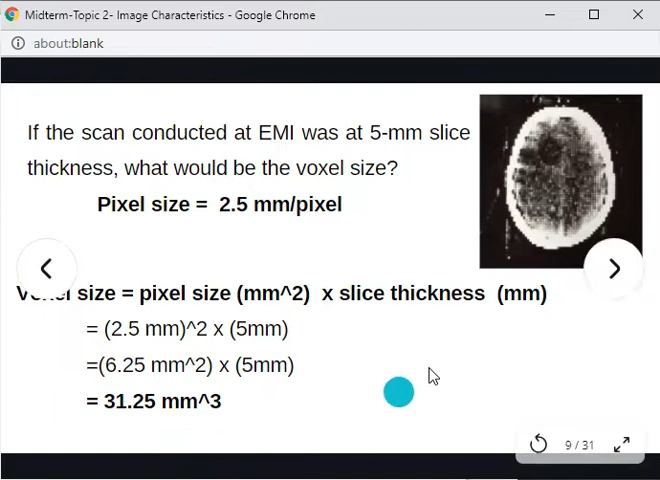 Midterm-Topic 2- Image Characteristics - Google Chrome
about:blank
If the scan conducted at EMI was at 5-mm slice
thickness, what would be the voxel size?
Pixel size =  2.5 mm/pixel
Voxel size = pixel size (mm^2)  x slice thickness  (mm)
= (2.5 mm)^2 x (5mm)
=(6.25 mm^2) x (5mm)
= 31.25 mm^3
9 / 31